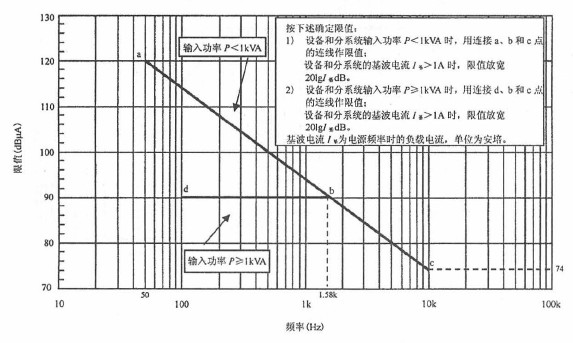 按下述确定限值:
1) 设备和分系统输入功率 P<1kVA 时,用连接 a、b 和 c 点
的连线作限值;
设备和分系统的基波电流 I基>1A 时,限值放宽
20lgI基dB。
2) 设备和分系统输入功率 P≥1kVA 时,用连接 d、b 和 c 点
的连线作限值;
设备和分系统的基波电流 I基>1A 时,限值放宽
20lgI基dB。
基波电流 I基为电源频率时的负载电流,单位为安培。
输入功率 P<1kVA
输入功率 P≥1kVA
a
b
c
d
限值(dBμA)
130
120
110
100
90
80
70
74
10
50
100
1k
1.58k
10k
100k
频率(Hz)